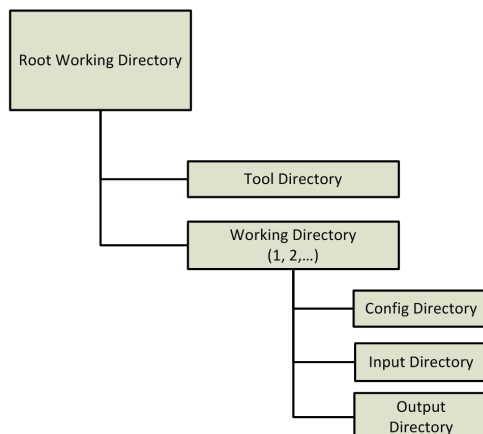 Root Working Directory
Tool Directory
Working Directory
(1, 2,...)
Config Directory
Input Directory
Output
Directory